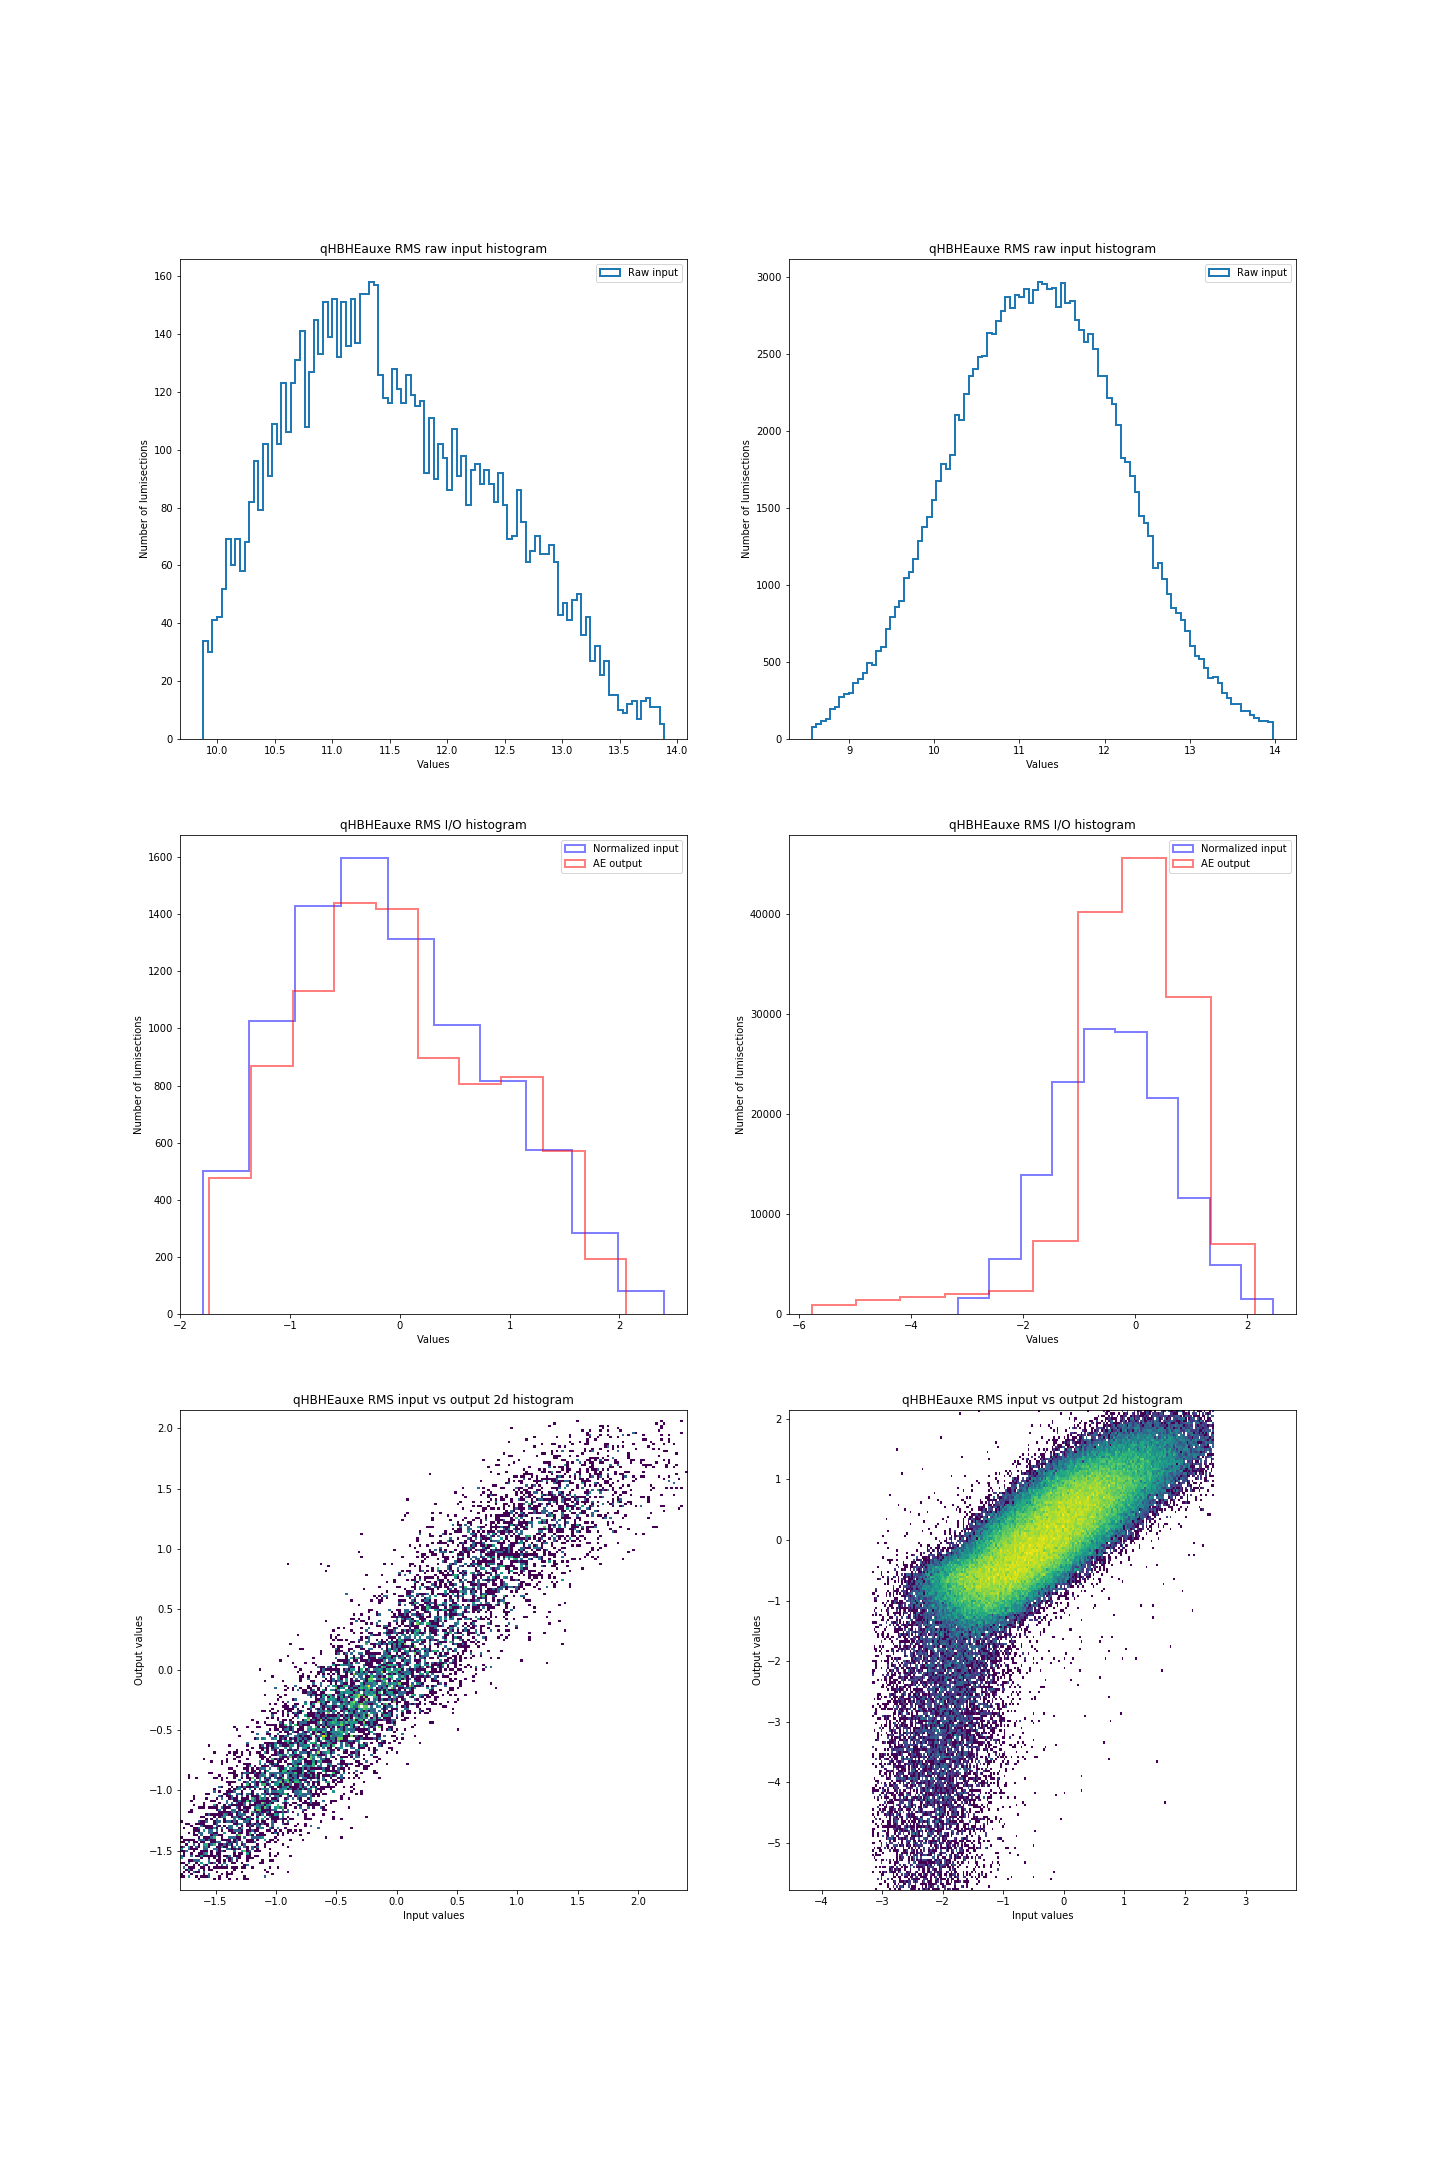 qHBHEauxe RMS raw input histogram
Raw input
160
140
120
100
80
60
40
20
0
Number of lumisections
10.0 10.5 11.0 11.5 12.0 12.5 13.0 13.5 14.0
Values
qHBHEauxe RMS raw input histogram
Raw input
3000
2500
2000
1500
1000
500
0
Number of lumisections
9 10 11 12 13 14
Values
qHBHEauxe RMS I/O histogram
Normalized input
AE output
1600
1400
1200
1000
800
600
400
200
0
Number of lumisections
−2 −1 0 1 2
Values
qHBHEauxe RMS I/O histogram
Normalized input
AE output
40000
30000
20000
10000
0
Number of lumisections
−6 −4 −2 0 2
Values
qHBHEauxe RMS input vs output 2d histogram
2.0
1.5
1.0
0.5
0.0
−0.5
−1.0
−1.5
Output values
−1.5 −1.0 −0.5 0.0 0.5 1.0 1.5 2.0
Input values
qHBHEauxe RMS input vs output 2d histogram
2
1
0
−1
−2
−3
−4
−5
Output values
−4 −3 −2 −1 0 1 2 3
Input values